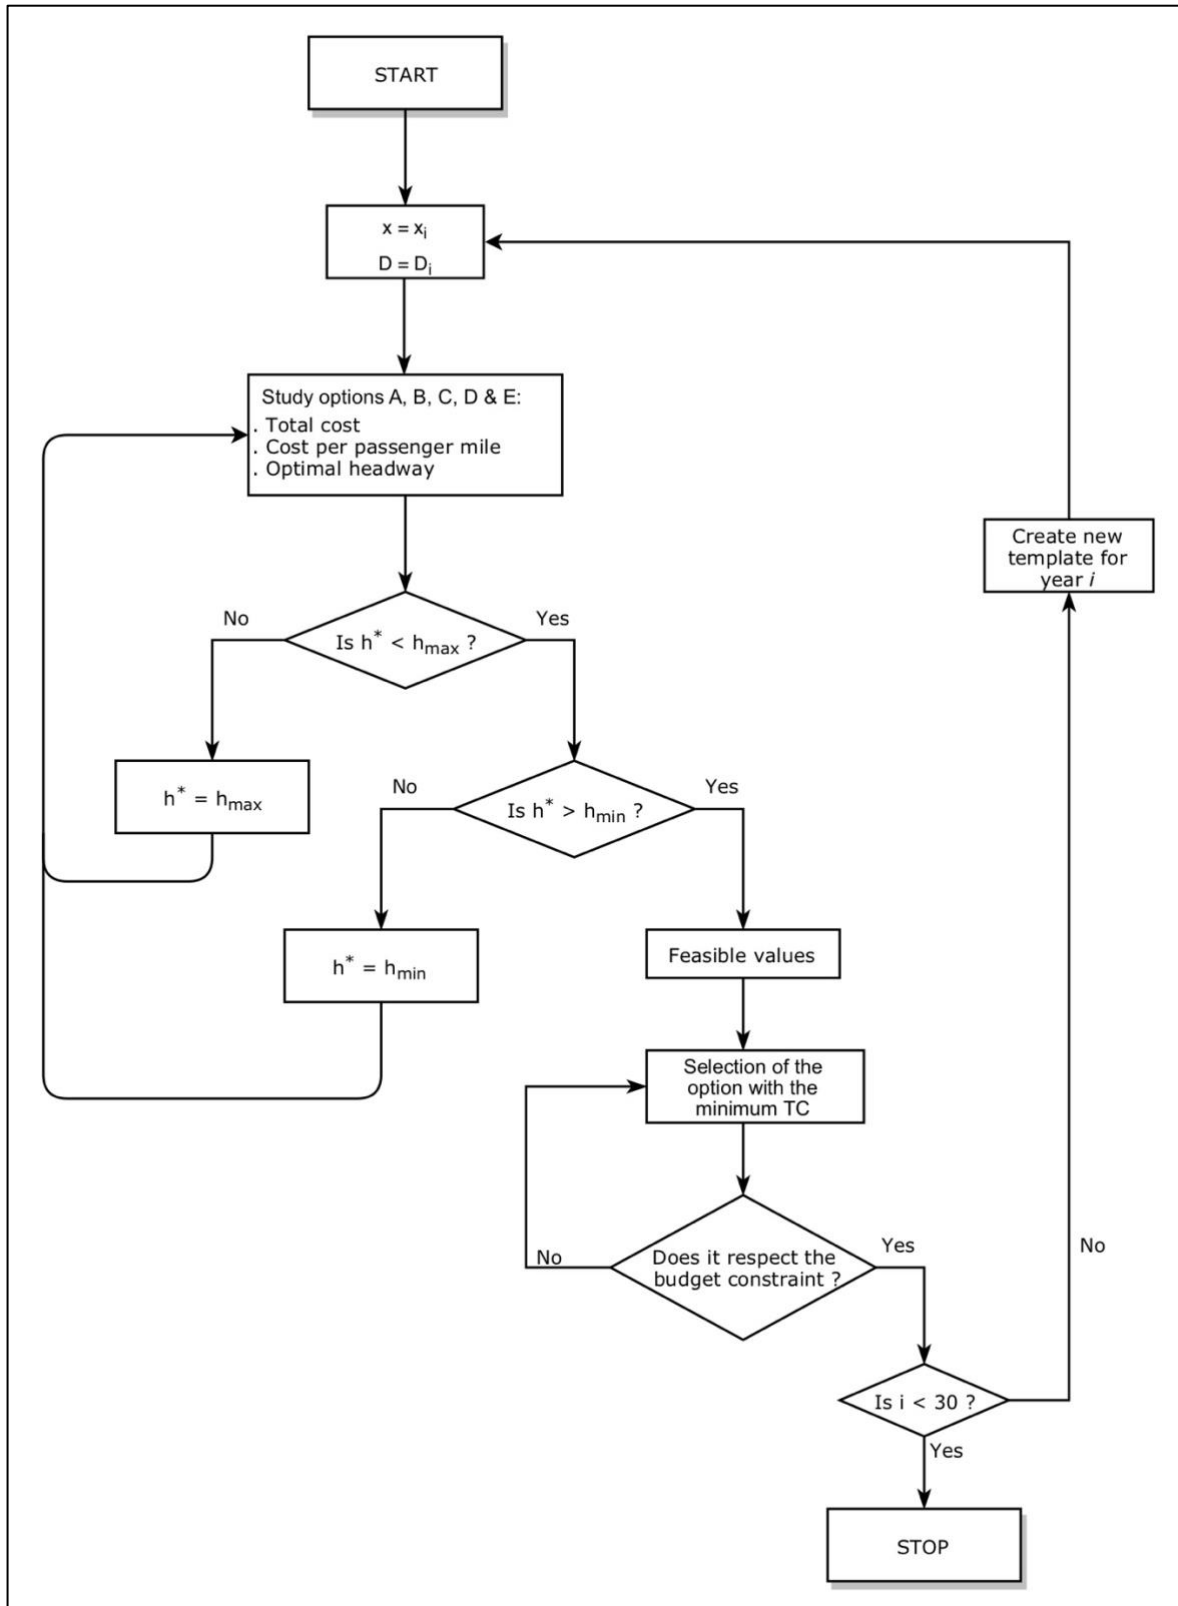 START
x = xᵢ
D = Dᵢ
Study options A, B, C, D & E:
. Total cost
. Cost per passenger mile
. Optimal headway
Create new
template for
year i
No
Yes
Is h* < hmax ?
h* = hmax
No
Yes
Is h* > hmin ?
h* = hmin
Feasible values
Selection of the
option with the
minimum TC
No
Yes
Does it respect the
budget constraint ?
No
Is i < 30 ?
Yes
STOP